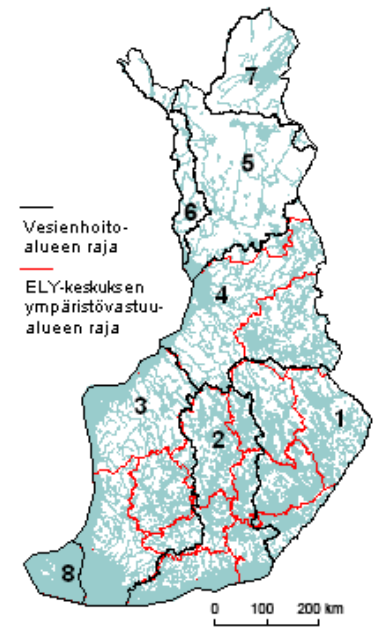 7
5
6
Vesienhoito-
alueen raja
ELY-keskuksen
ympäristövastuu-
alueen raja
4
3
1
2
8
0 100 200 km